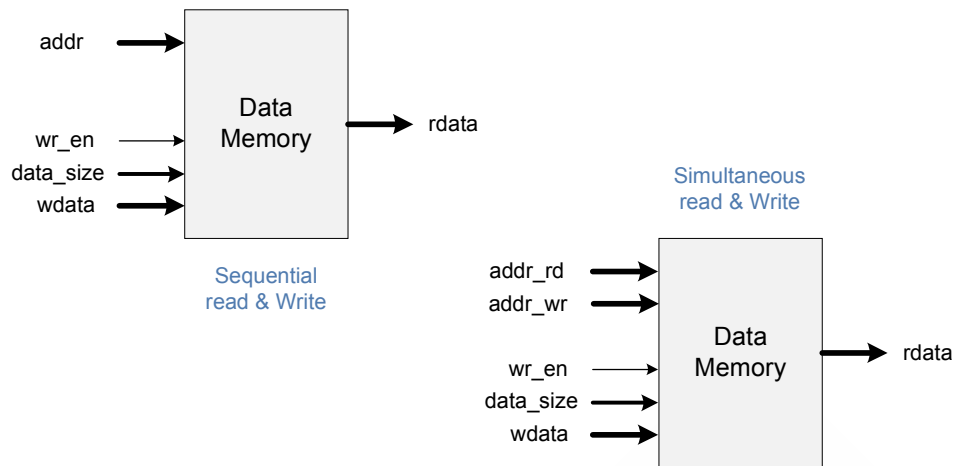 addr
Data
Memory
rdata
wr_en
data_size
wdata
Sequential
read & Write
Simultaneous
read & Write
addr_rd
addr_wr
Data
Memory
rdata
wr_en
data_size
wdata